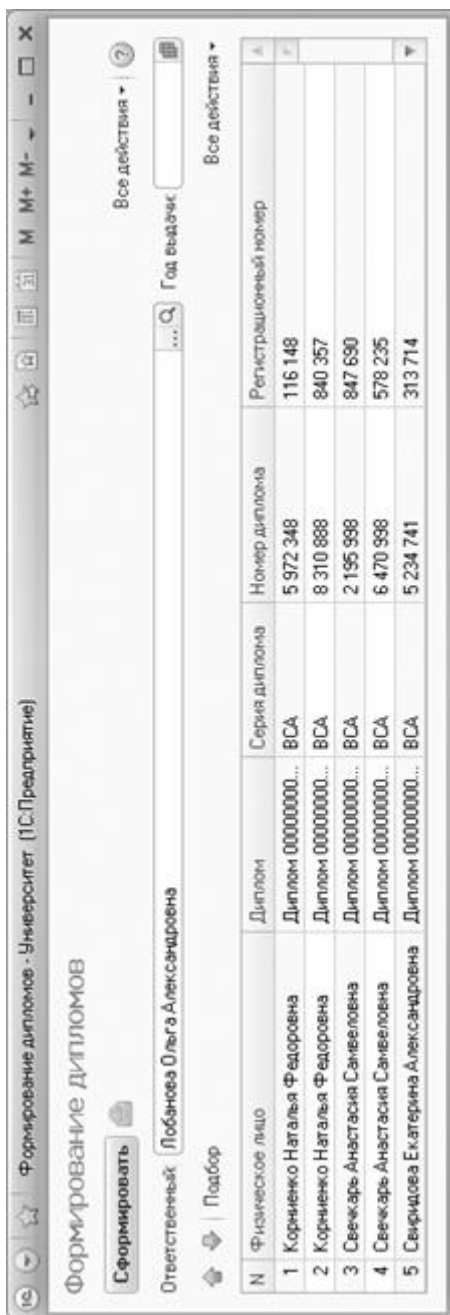 Формирование дипломов - Университет (1С:Предприятие) M M+ M-
Формирование дипломов
Сформировать Все действия
Ответственный Лобанова Ольга Александровна ... Год выдачи:
Подбор Все действия
N Физическое лицо Диплом Серия диплома Номер диплома Регистрационный номер
1 Корниенко Наталья Федоровна Диплом 00000000... ВСА 5 972 348 116 148
2 Корниенко Наталья Федоровна Диплом 00000000... ВСА 8 310 888 840 357
3 Свечкарь Анастасия Самвеловна Диплом 00000000... ВСА 2 195 998 847 690
4 Свечкарь Анастасия Самвеловна Диплом 00000000... ВСА 6 470 998 578 235
5 Свиридова Екатерина Александровна Диплом 00000000... ВСА 5 234 741 313 714